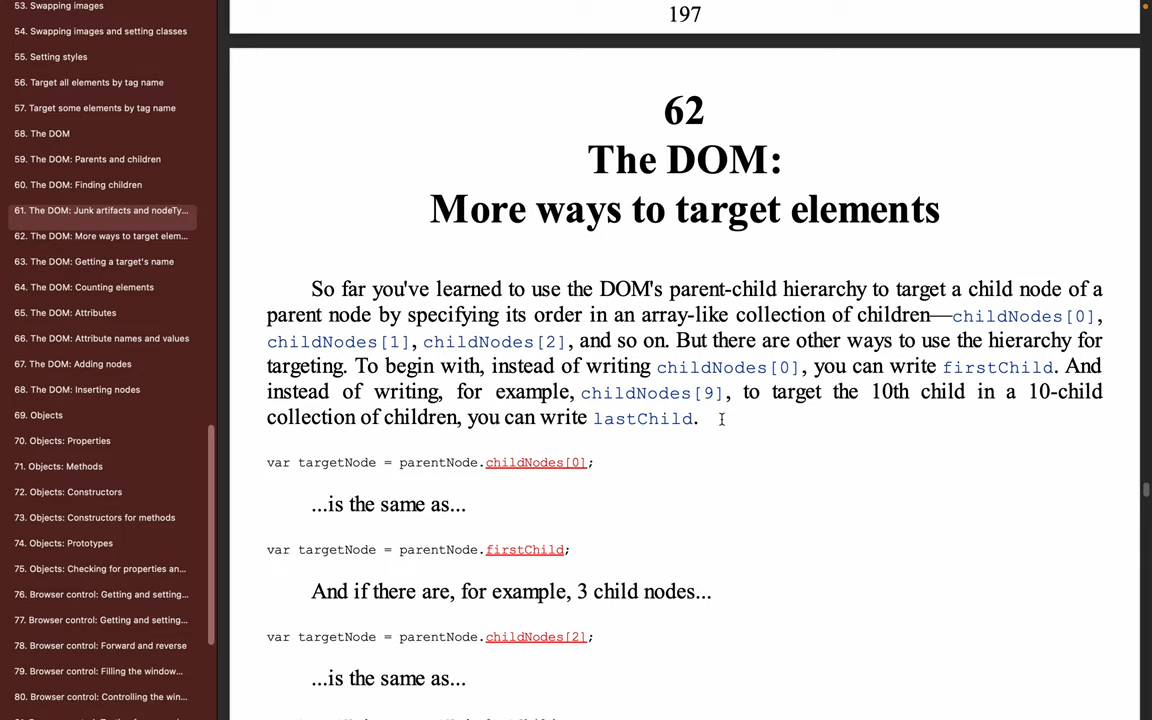 53. Swapping images
54. Swapping images and setting classes
55. Setting styles
56. Target all elements by tag name
57. Target some elements by tag name
58. The DOM
59. The DOM: Parents and children
60. The DOM: Finding children
61. The DOM: Junk artifacts and nodeTy...
62. The DOM: More ways to target elem...
63. The DOM: Getting a target's name
64. The DOM: Counting elements
65. The DOM: Attributes
66. The DOM: Attribute names and values
67. The DOM: Adding nodes
68. The DOM: Inserting nodes
69. Objects
70. Objects: Properties
71. Objects: Methods
72. Objects: Constructors
73. Objects: Constructors for methods
74. Objects: Prototypes
75. Objects: Checking for properties an...
76. Browser control: Getting and setting...
77. Browser control: Getting and setting...
78. Browser control: Forward and reverse
79. Browser control: Filling the window...
80. Browser control: Controlling the win...
197
62
The DOM:
More ways to target elements
So far you've learned to use the DOM's parent-child hierarchy to target a child node of a
parent node by specifying its order in an array-like collection of children—childNodes[0],
childNodes[1], childNodes[2], and so on. But there are other ways to use the hierarchy for
targeting. To begin with, instead of writing childNodes[0], you can write firstChild. And
instead of writing, for example, childNodes[9], to target the 10th child in a 10-child
collection of children, you can write lastChild.
var targetNode = parentNode.childNodes[0];
...is the same as...
var targetNode = parentNode.firstChild;
And if there are, for example, 3 child nodes...
var targetNode = parentNode.childNodes[2];
...is the same as...